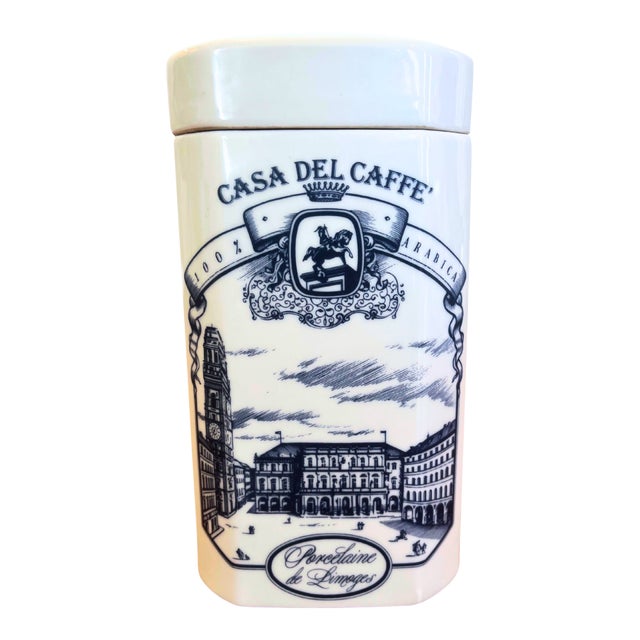 CASA DEL CAFFE'
100% ARABICA
Porcelaine
de Limoges